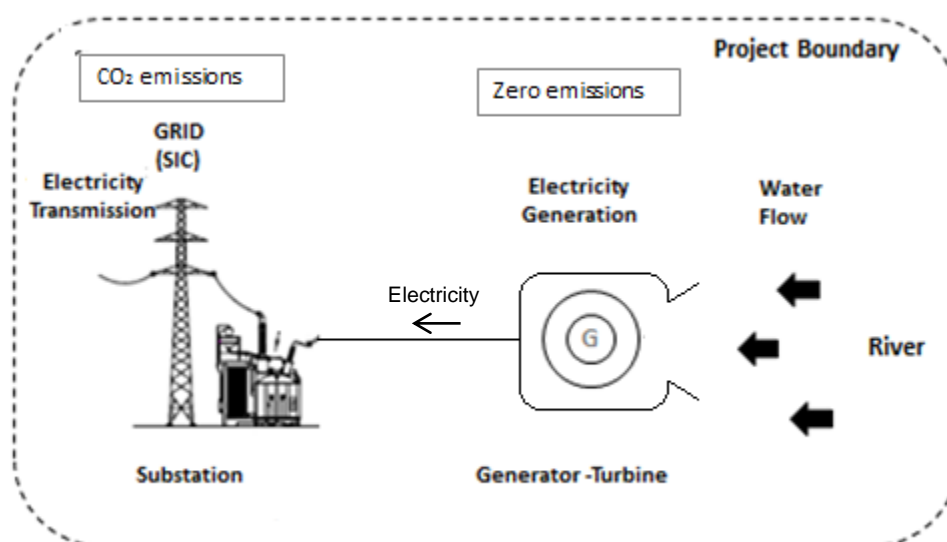 Project Boundary
CO₂ emissions
Zero emissions
GRID
(SIC)
Electricity
Transmission
Electricity
Generation
Water
Flow
Electricity
G
River
Substation
Generator -Turbine